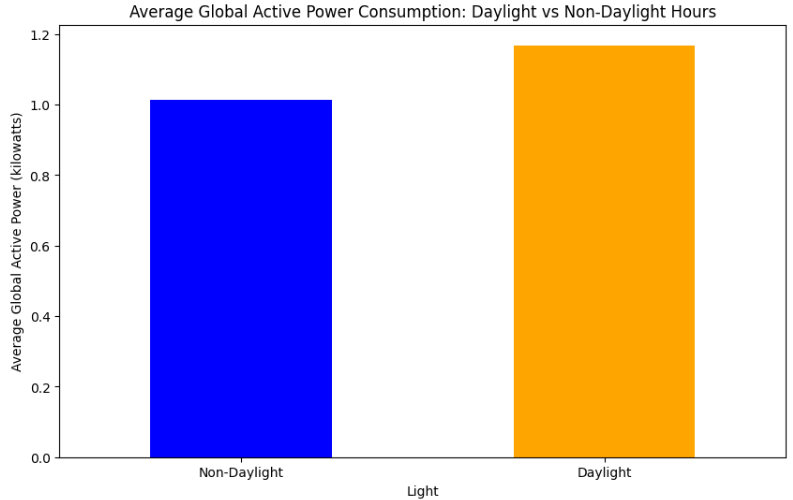 Average Global Active Power Consumption: Daylight vs Non-Daylight Hours
Average Global Active Power (kilowatts)
1.2
1.0
0.8
0.6
0.4
0.2
0.0
Non-Daylight
Daylight
Light